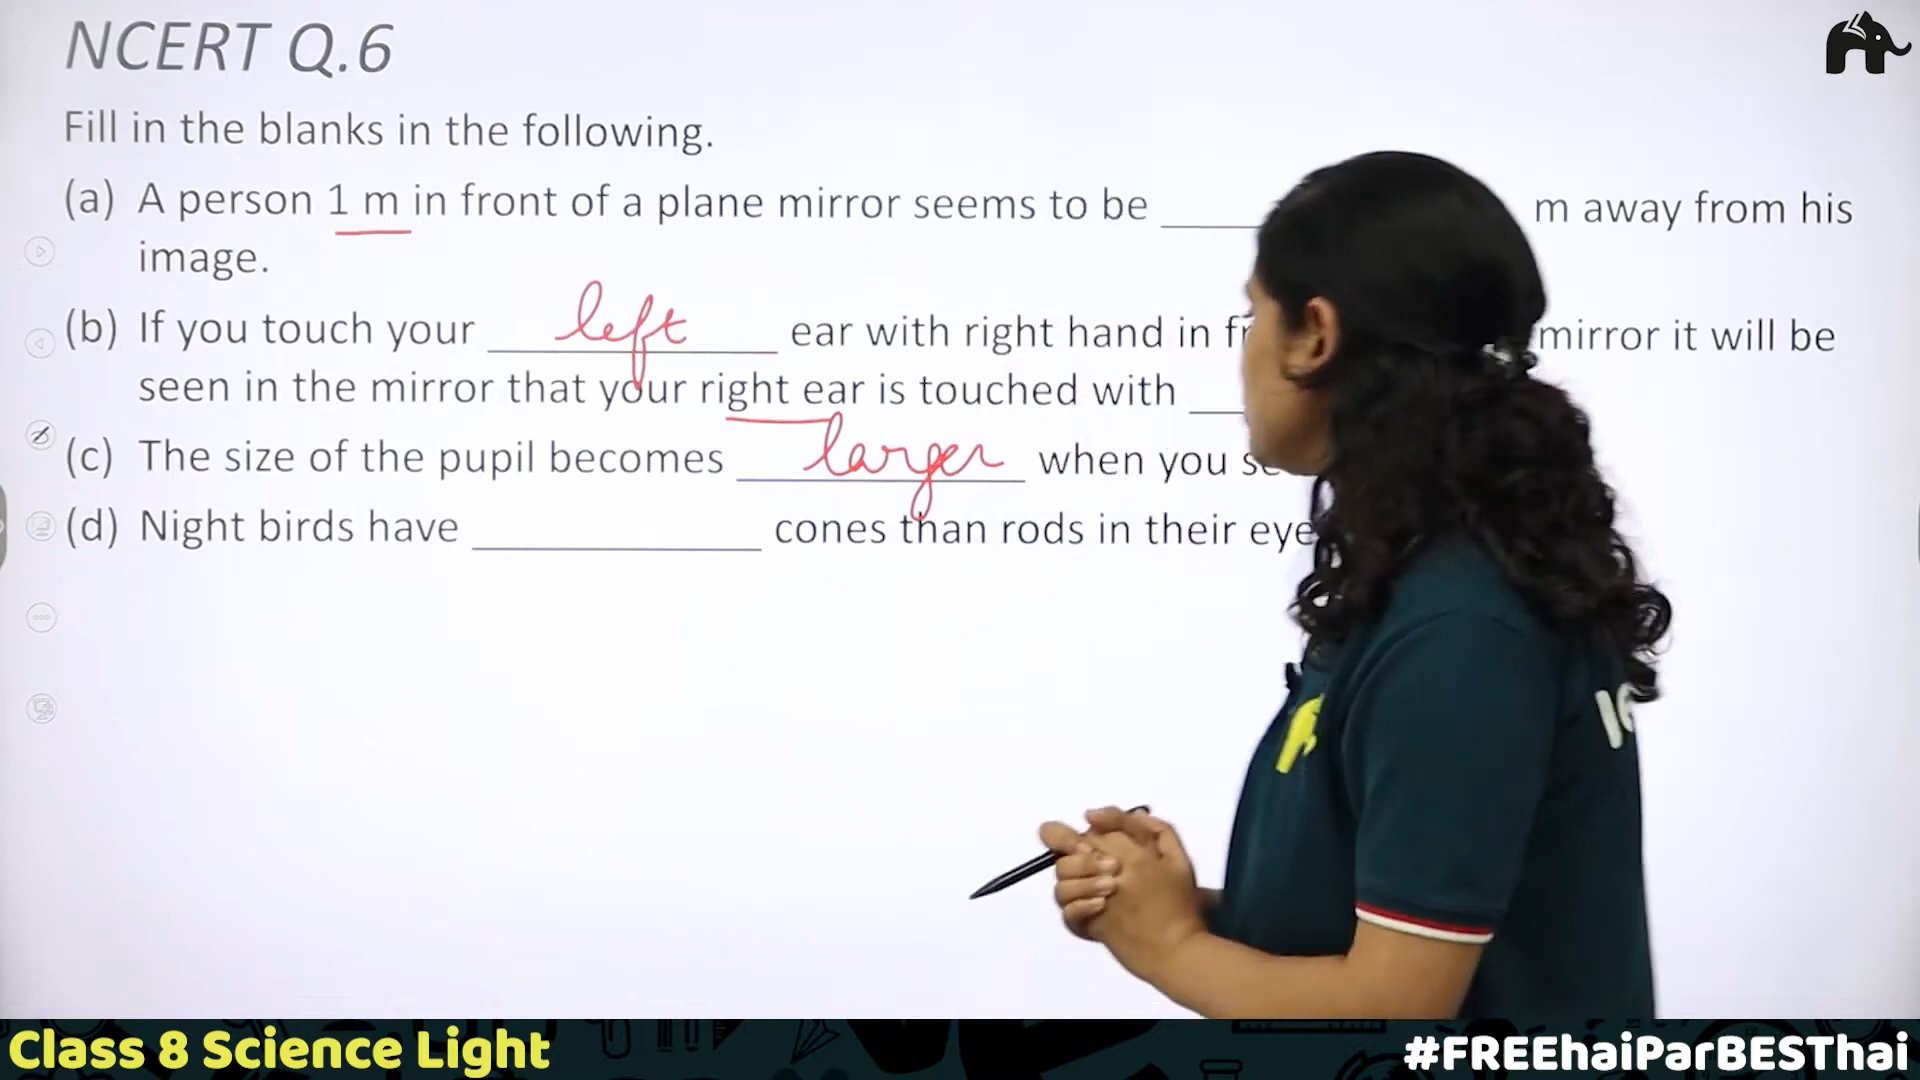 NCERT Q.6
Fill in the blanks in the following.
(a) A person 1 m in front of a plane mirror seems to be ______ m away from his
image.
(b) If you touch your left ear with right hand in mirror it will be
seen in the mirror that your right ear is touched with ___
(c) The size of the pupil becomes larger when you
(d) Night birds have ____________ cones than rods in their
Class 8 Science Light
#FREEhaiParBESThai